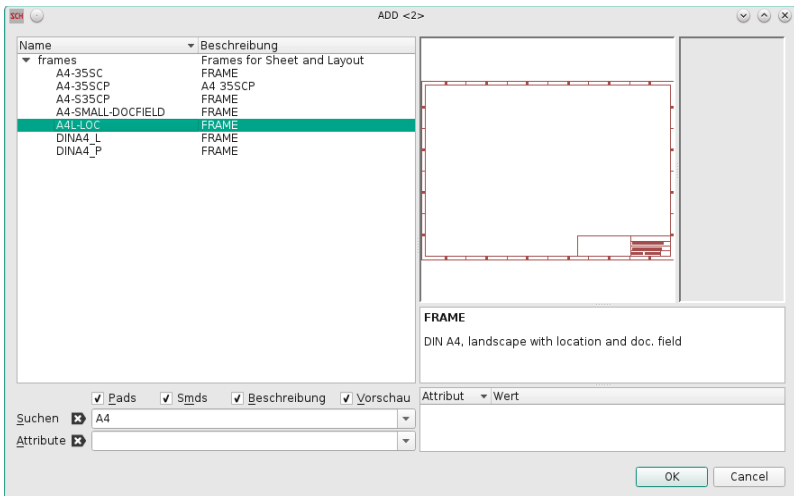 SCH
ADD <2>
Name Beschreibung
frames Frames for Sheet and Layout
A4-35SC FRAME
A4-35SCP A4 35SCP
A4-S35CP FRAME
A4-SMALL-DOCFIELD FRAME
A4L-LOC FRAME
DINA4_L FRAME
DINA4_P FRAME
FRAME
DIN A4, landscape with location and doc. field
Pads Smds Beschreibung Vorschau
Attribut Wert
Suchen A4
Attribute
OK Cancel